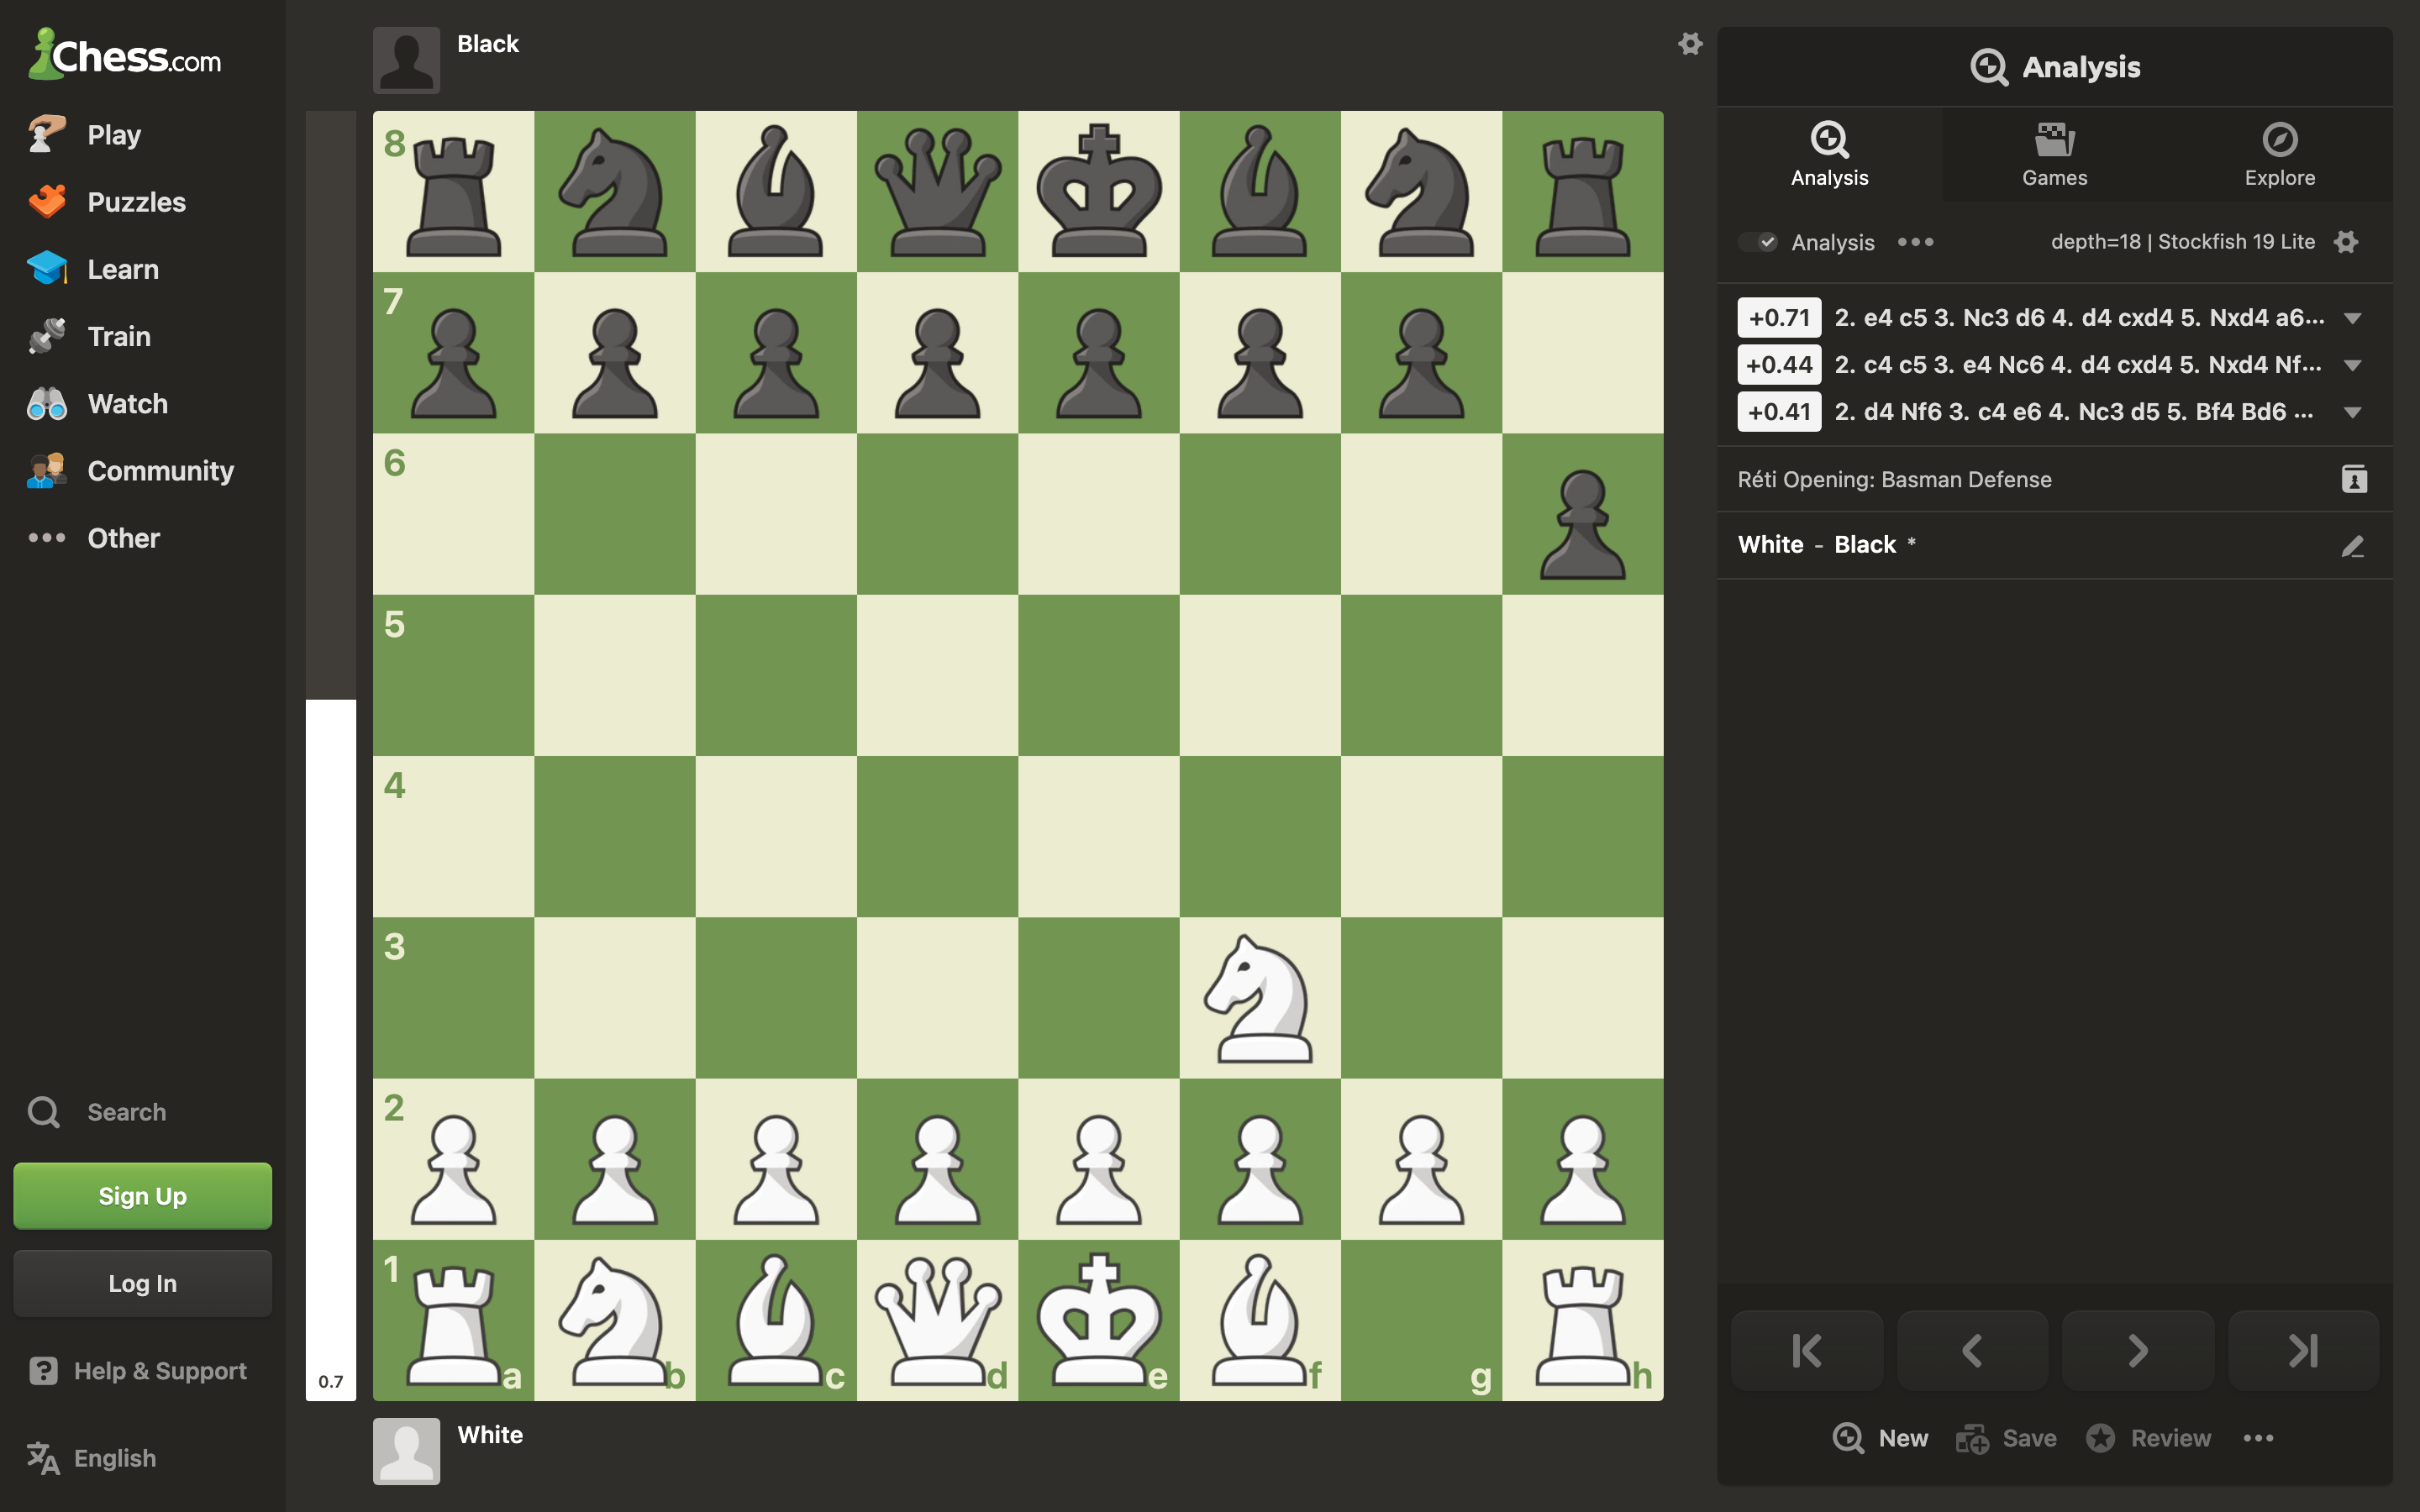 Chess.com
Play
Puzzles
Learn
Train
Watch
Community
Other
Search
Sign Up
Log In
Help & Support
English
Black
8
7
6
5
4
3
2
1
a b c d e f g h
0.7
White
Analysis
Analysis Games Explore
Analysis depth=18 | Stockfish 19 Lite
+0.71 2. e4 c5 3. Nc3 d6 4. d4 cxd4 5. Nxd4 a6...
+0.44 2. c4 c5 3. e4 Nc6 4. d4 cxd4 5. Nxd4 Nf...
+0.41 2. d4 Nf6 3. c4 e6 4. Nc3 d5 5. Bf4 Bd6 ...
Réti Opening: Basman Defense
White - Black *
New Save Review